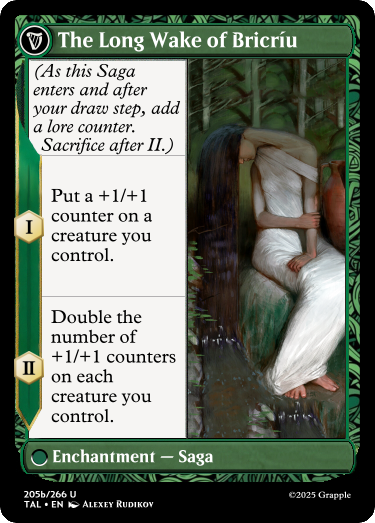 The Long Wake of Bricríu
(As this Saga
enters and after
your draw step, add
a lore counter.
Sacrifice after II.)
I
Put a +1/+1
counter on a
creature you
control.
II
Double the
number of
+1/+1 counters
on each
creature you
control.
Enchantment — Saga
205b/266 U
TAL • EN Alexey Rudikov
©2025 Grapple